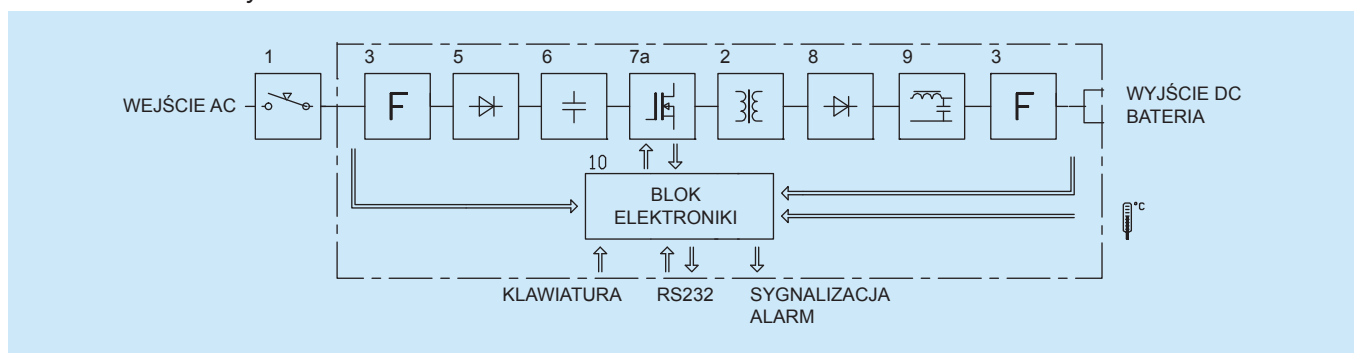 1
3
5
6
7a
2
8
9
3
WEJŚCIE AC
F
F
WYJŚCIE DC
BATERIA
10
BLOK
ELEKTRONIKI
°C
KLAWIATURA
RS232
SYGNALIZACJA
ALARM